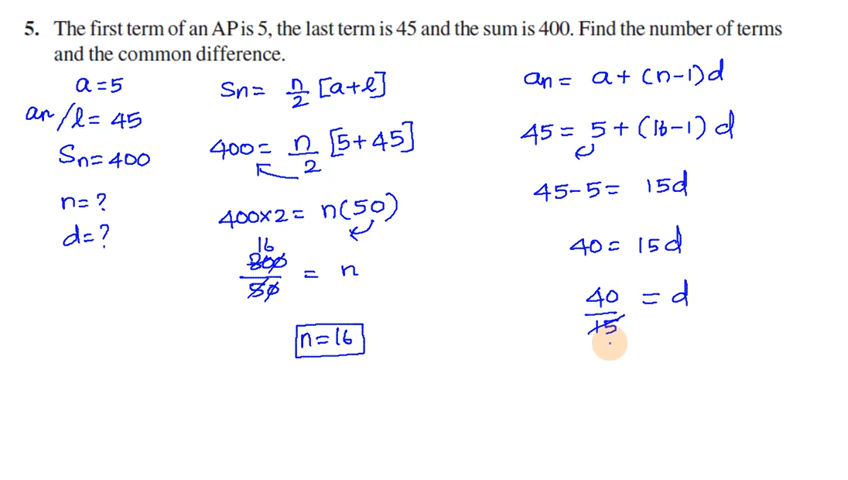 5. The first term of an AP is 5, the last term is 45 and the sum is 400. Find the number of terms
and the common difference.
a = 5
an/l = 45
Sn = 400
n = ?
d = ?
Sn = n/2 [a+l]
400 = n/2 [5+45]
400×2 = n(50)
16
800/50 = n
n = 16
an = a + (n-1)d
45 = 5 + (16-1)d
45-5 = 15d
40 = 15d
40/15 = d